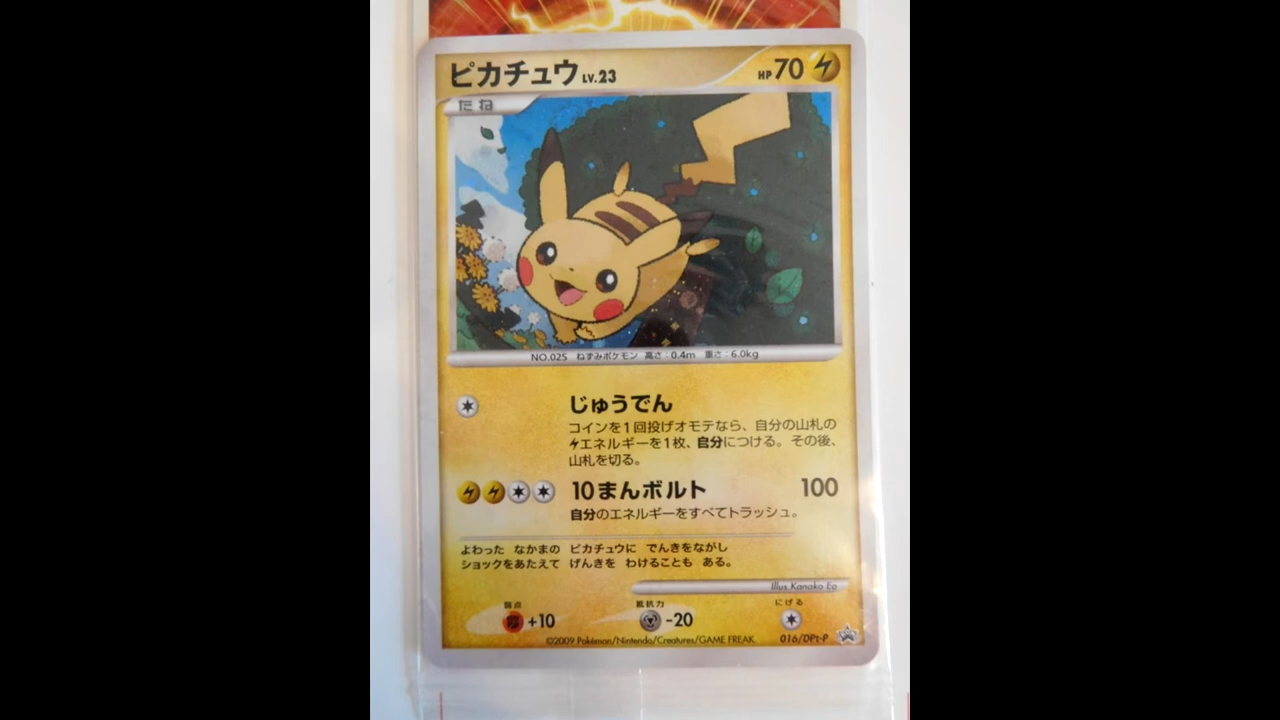 ピカチュウ LV.23 HP 70
たね
NO.025 ねずみポケモン 高さ:0.4m 重さ:6.0kg
じゅうでん
コインを1回投げオモテなら、自分の山札の
エネルギーを1枚、自分につける。その後、
山札を切る。
10まんボルト 100
自分のエネルギーをすべてトラッシュ。
よわった なかまの ピカチュウに でんきをながし
ショックをあたえて げんきを わけることも ある。
Illus. Kanako Eo
弱点 抵抗力 にげる
+10 -20
©2009 Pokémon/Nintendo/Creatures/GAME FREAK. 016/DPt-P